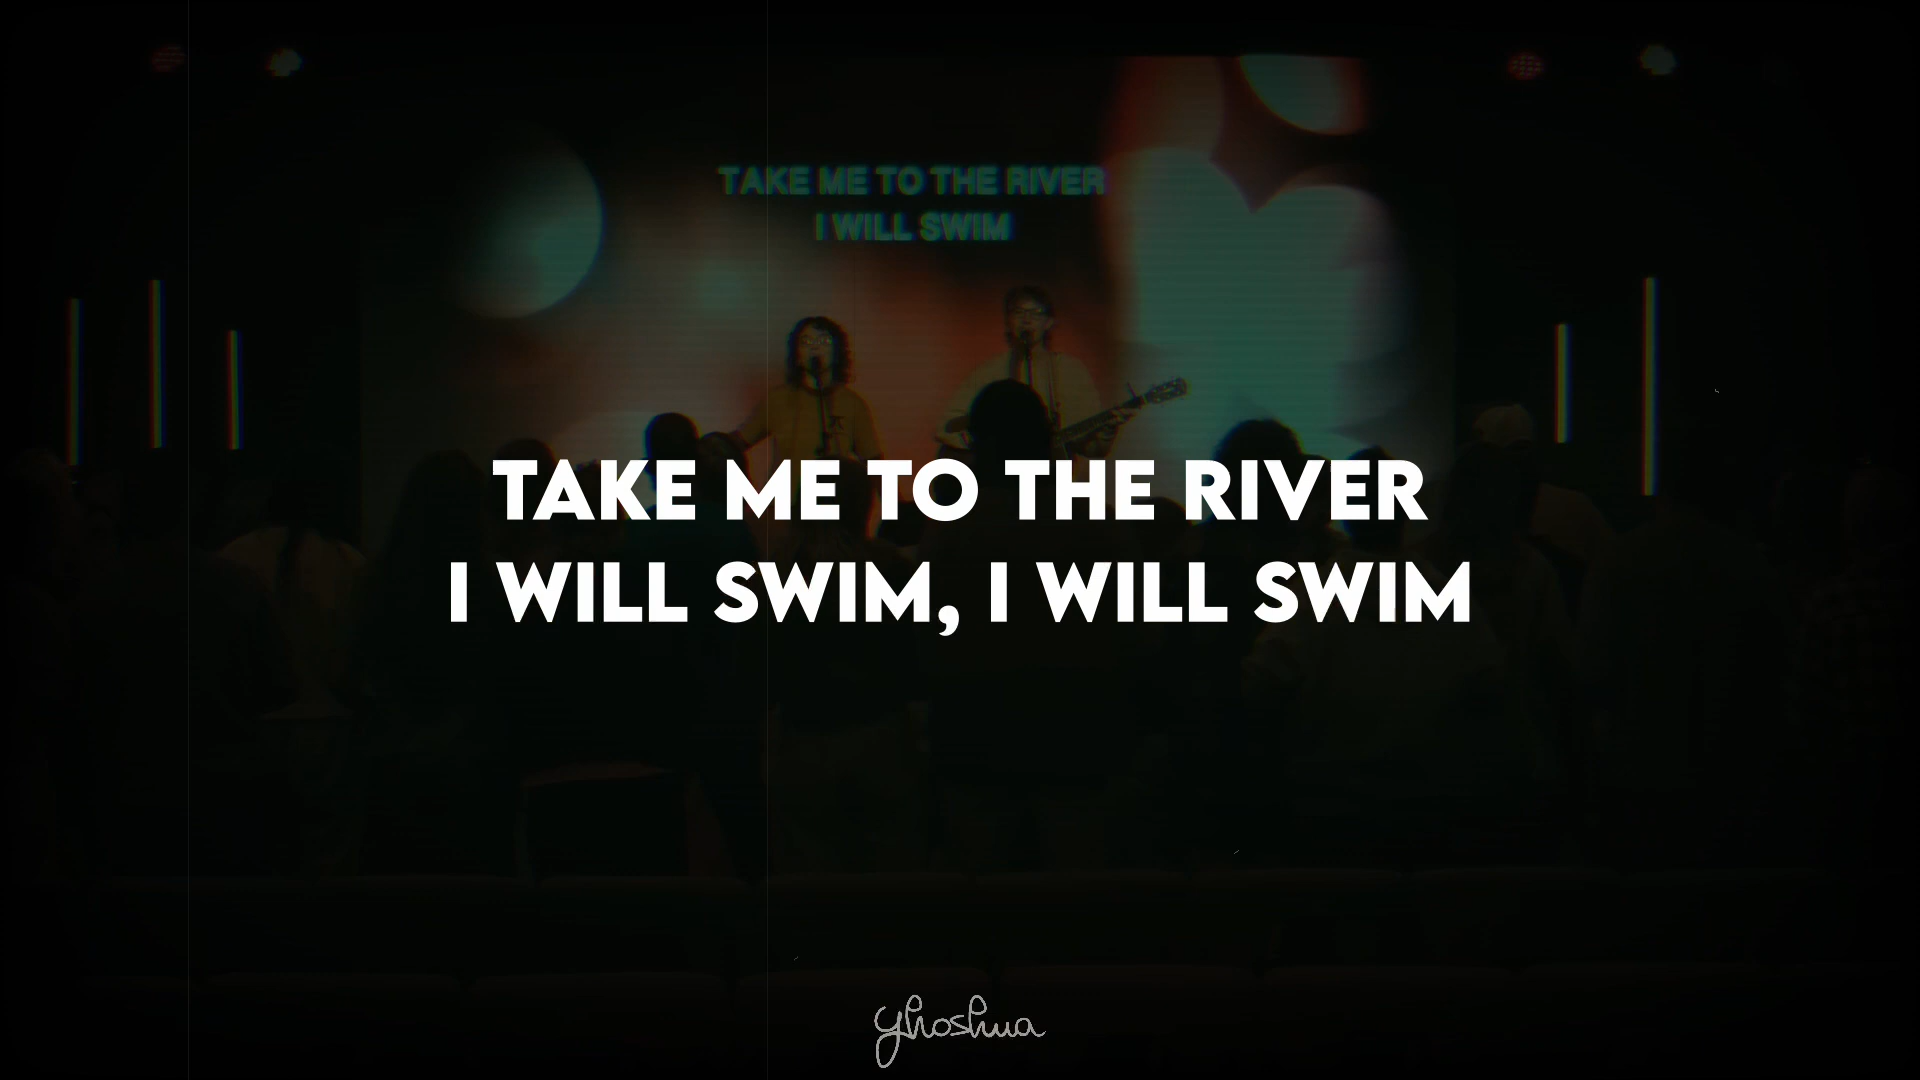 TAKE ME TO THE RIVER
I WILL SWIM
TAKE ME TO THE RIVER
I WILL SWIM, I WILL SWIM
yhoshua